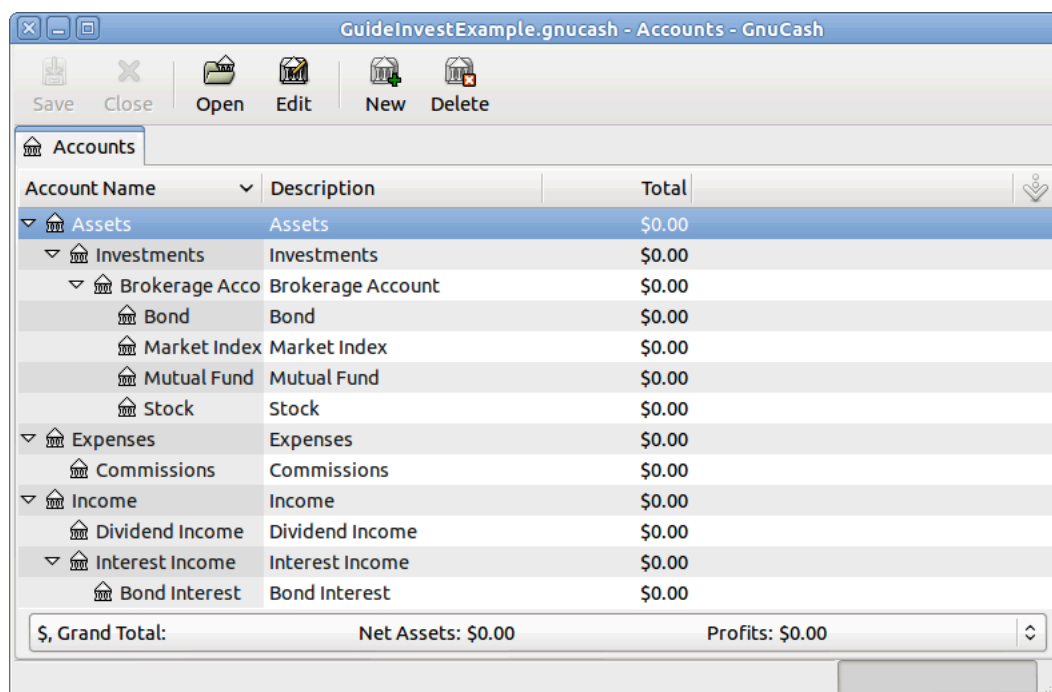 GuideInvestExample.gnucash - Accounts - GnuCash
Save Close Open Edit New Delete
Accounts
Account Name Description Total
Assets Assets $0.00
Investments Investments $0.00
Brokerage Acco Brokerage Account $0.00
Bond Bond $0.00
Market Index Market Index $0.00
Mutual Fund Mutual Fund $0.00
Stock Stock $0.00
Expenses Expenses $0.00
Commissions Commissions $0.00
Income Income $0.00
Dividend Income Dividend Income $0.00
Interest Income Interest Income $0.00
Bond Interest Bond Interest $0.00
$, Grand Total: Net Assets: $0.00 Profits: $0.00